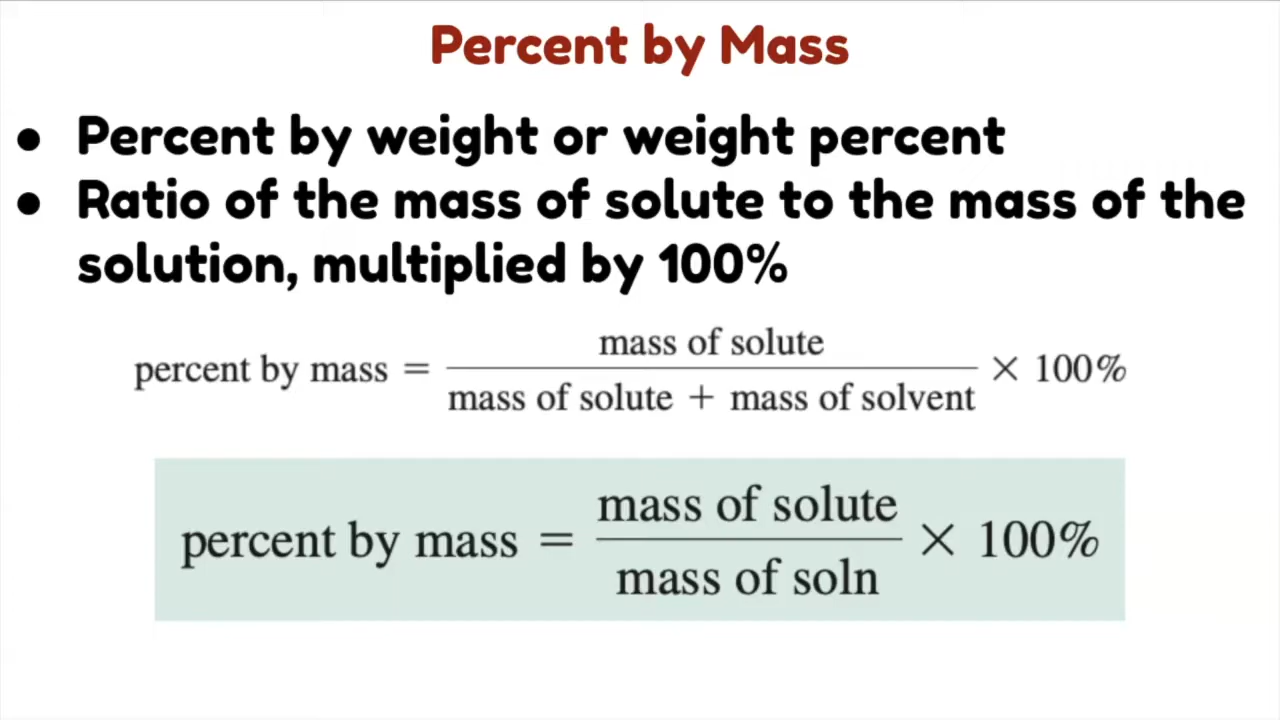 Percent by Mass
● Percent by weight or weight percent
● Ratio of the mass of solute to the mass of the
solution, multiplied by 100%
percent by mass = mass of solute / mass of solute + mass of solvent × 100%
percent by mass = mass of solute / mass of soln × 100%